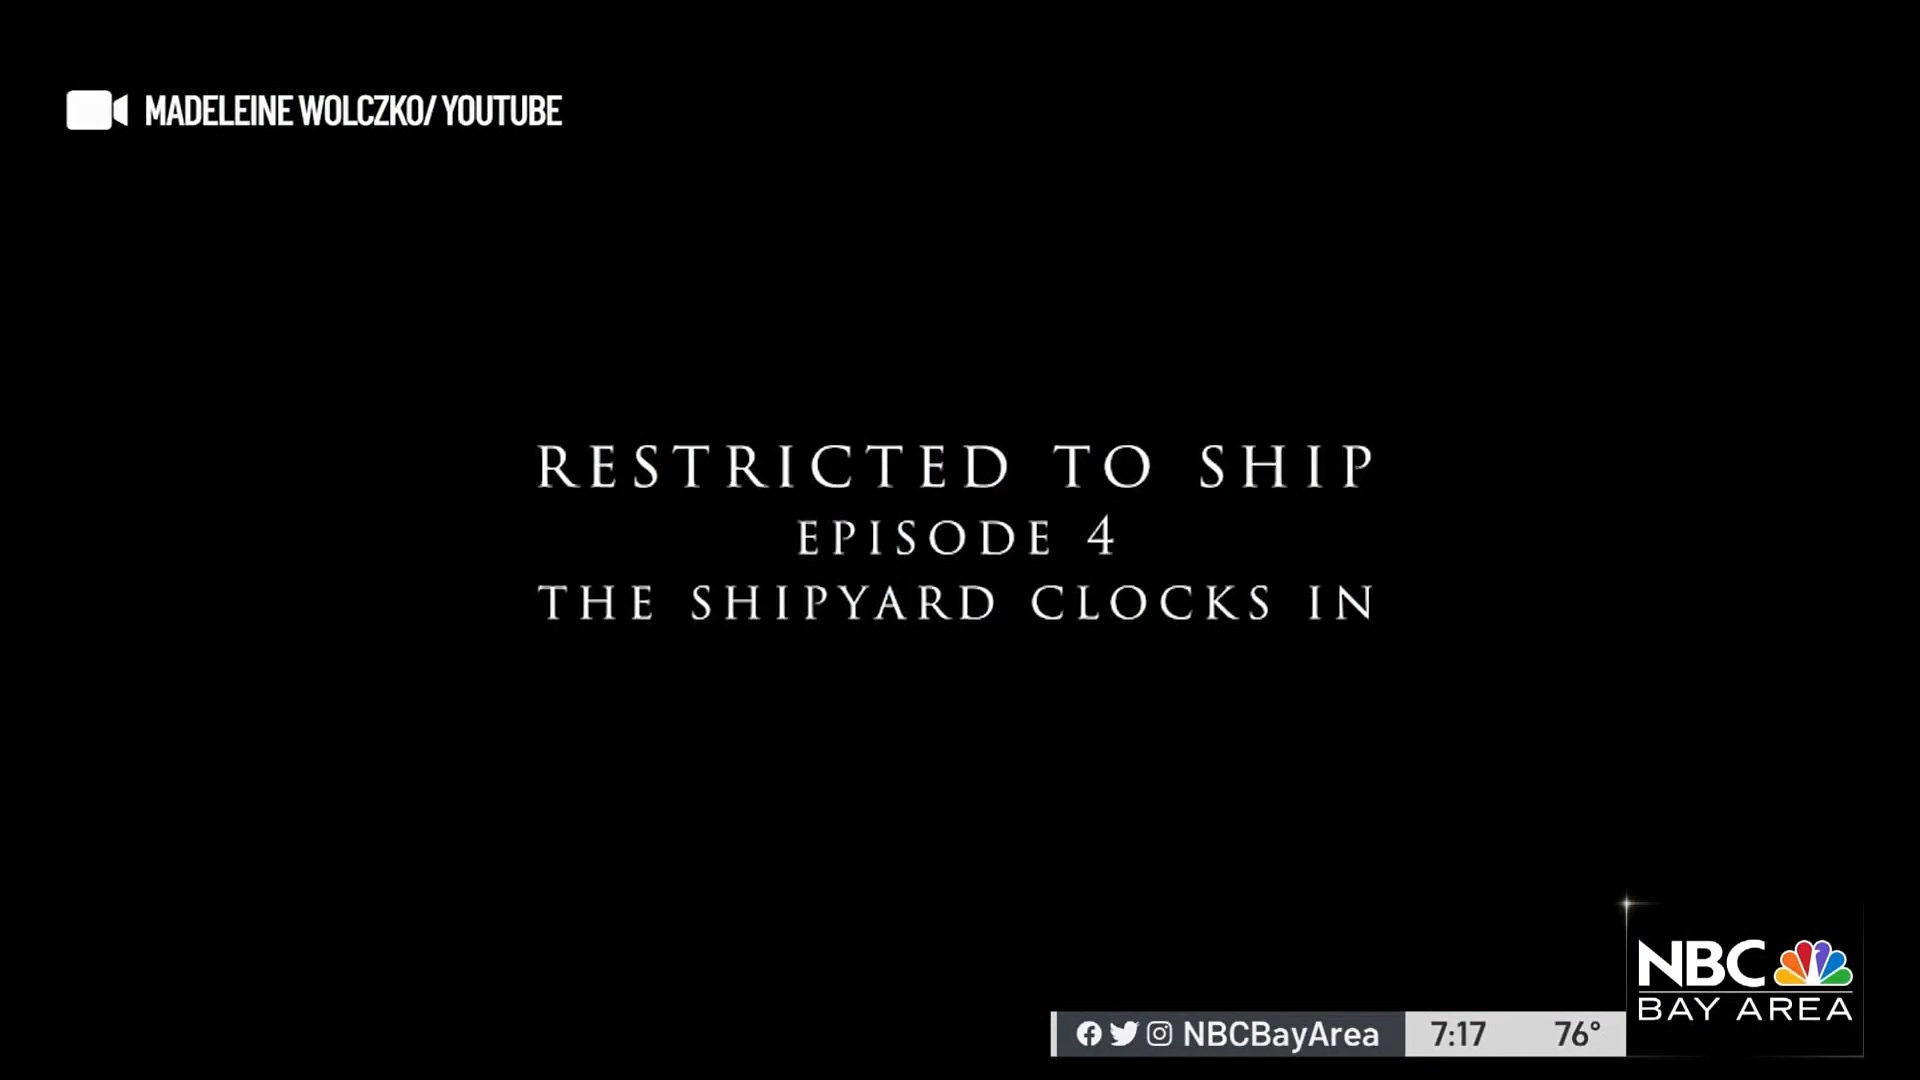 MADELEINE WOLCZKO/ YOUTUBE
RESTRICTED TO SHIP
EPISODE 4
THE SHIPYARD CLOCKS IN
NBC
BAY AREA
NBCBayArea 7:17 76°